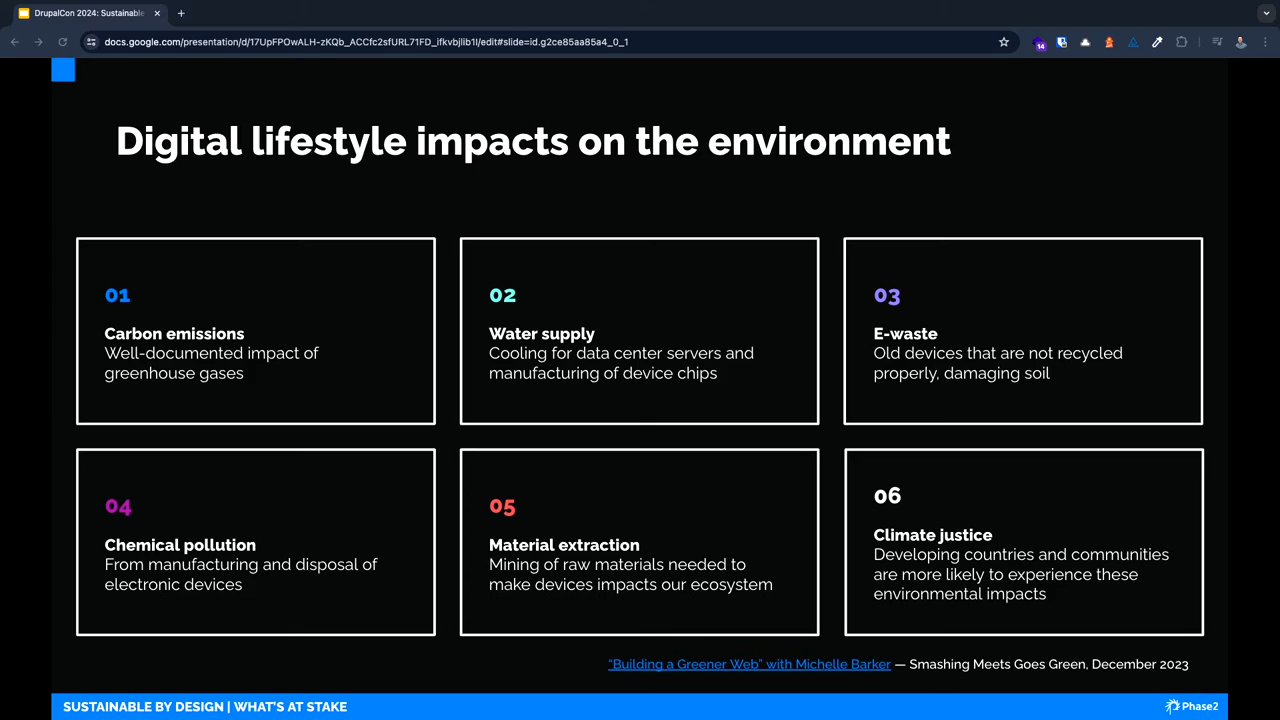 DrupalCon 2024: Sustainable
docs.google.com/presentation/d/17UpFPOwALH-zKQb_ACCfc2sfURL71FD_ifkvbjlib1I/edit#slide=id.g2ce85aa85a4_0_1
14
Digital lifestyle impacts on the environment
01
Carbon emissions
Well-documented impact of
greenhouse gases
02
Water supply
Cooling for data center servers and
manufacturing of device chips
03
E-waste
Old devices that are not recycled
properly, damaging soil
04
Chemical pollution
From manufacturing and disposal of
electronic devices
05
Material extraction
Mining of raw materials needed to
make devices impacts our ecosystem
06
Climate justice
Developing countries and communities
are more likely to experience these
environmental impacts
“Building a Greener Web” with Michelle Barker — Smashing Meets Goes Green, December 2023
SUSTAINABLE BY DESIGN | WHAT'S AT STAKE
Phase2